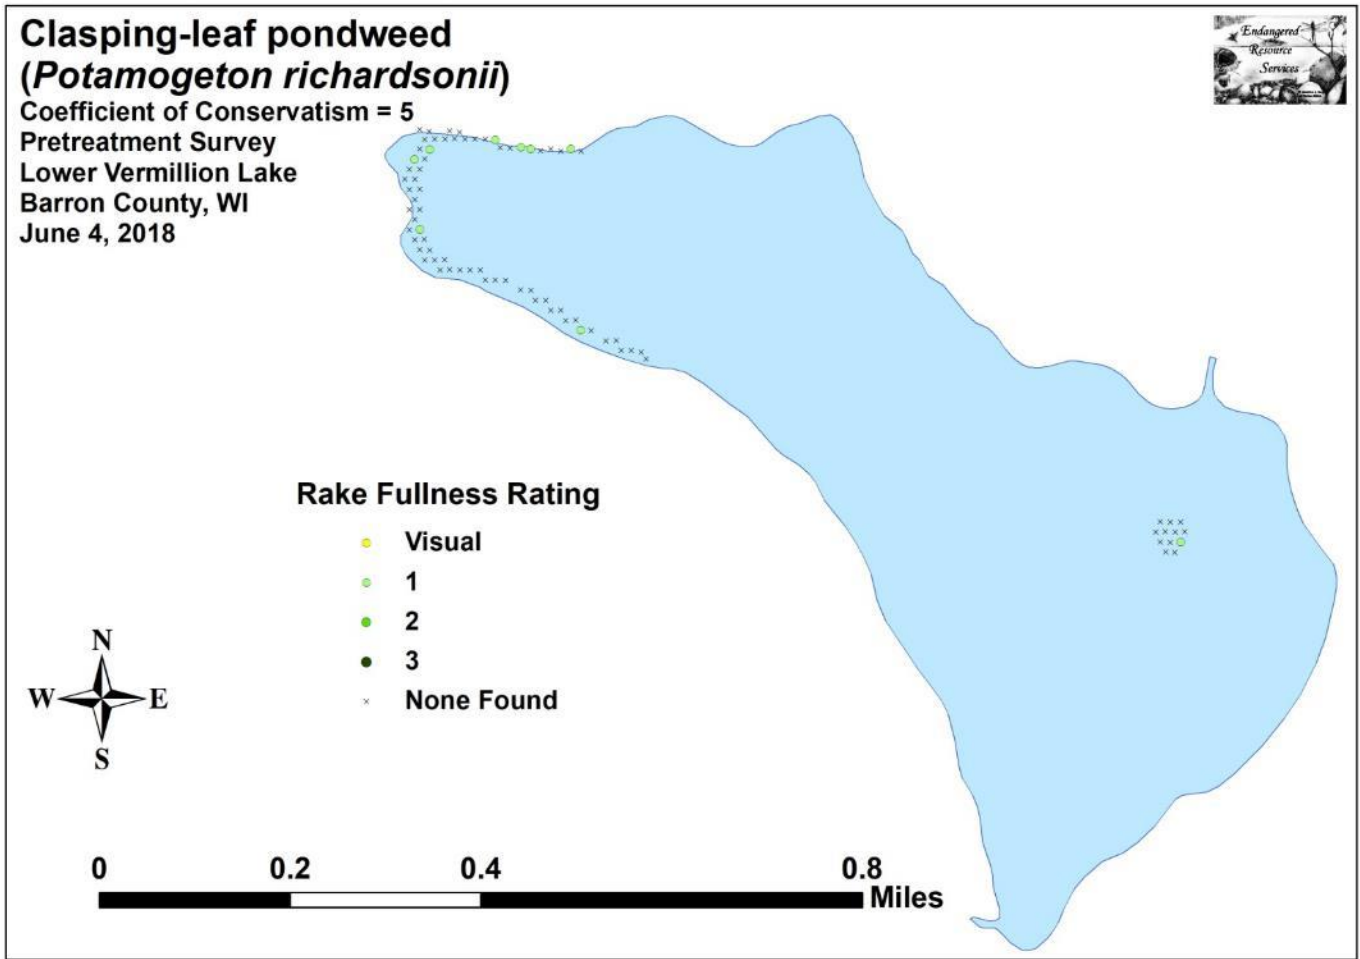 Clasping-leaf pondweed
(Potamogeton richardsonii)
Coefficient of Conservatism = 5
Pretreatment Survey
Lower Vermillion Lake
Barron County, WI
June 4, 2018
Endangered
Resource
Services
Rake Fullness Rating
Visual
1
2
3
None Found
N
W E
S
0 0.2 0.4 0.8
Miles